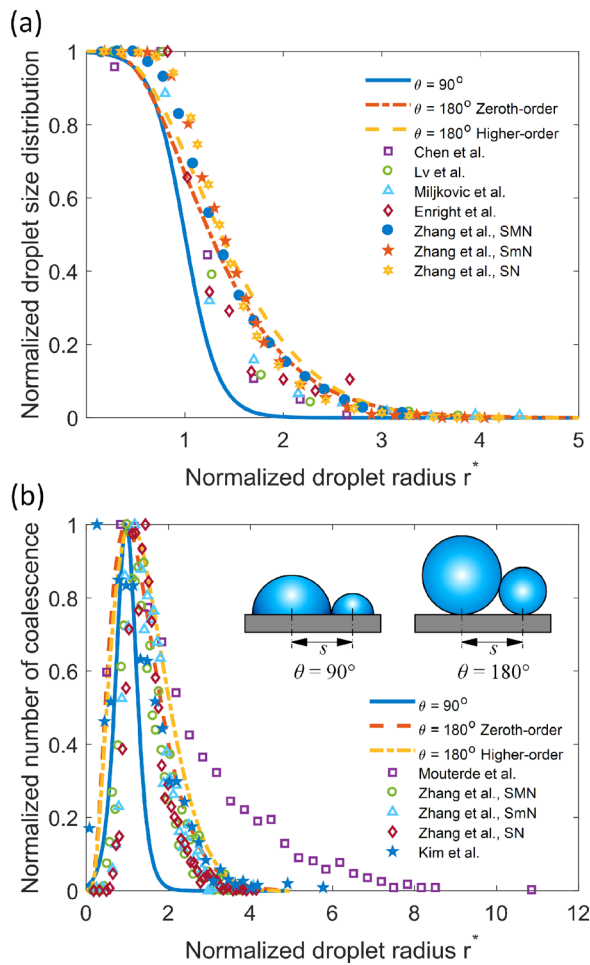 (a)
Normalized droplet size distribution
1
0.8
0.6
0.4
0.2
0
θ = 90°
θ = 180° Zeroth-order
θ = 180° Higher-order
Chen et al.
Lv et al.
Miljkovic et al.
Enright et al.
Zhang et al., SMN
Zhang et al., SmN
Zhang et al., SN
1 2 3 4 5
Normalized droplet radius r*
(b)
Normalized number of coalescence
1
0.8
0.6
0.4
0.2
0
s
s
θ = 90° θ = 180°
θ = 90°
θ = 180° Zeroth-order
θ = 180° Higher-order
Mouterde et al.
Zhang et al., SMN
Zhang et al., SmN
Zhang et al., SN
Kim et al.
0 2 4 6 8 10 12
Normalized droplet radius r*